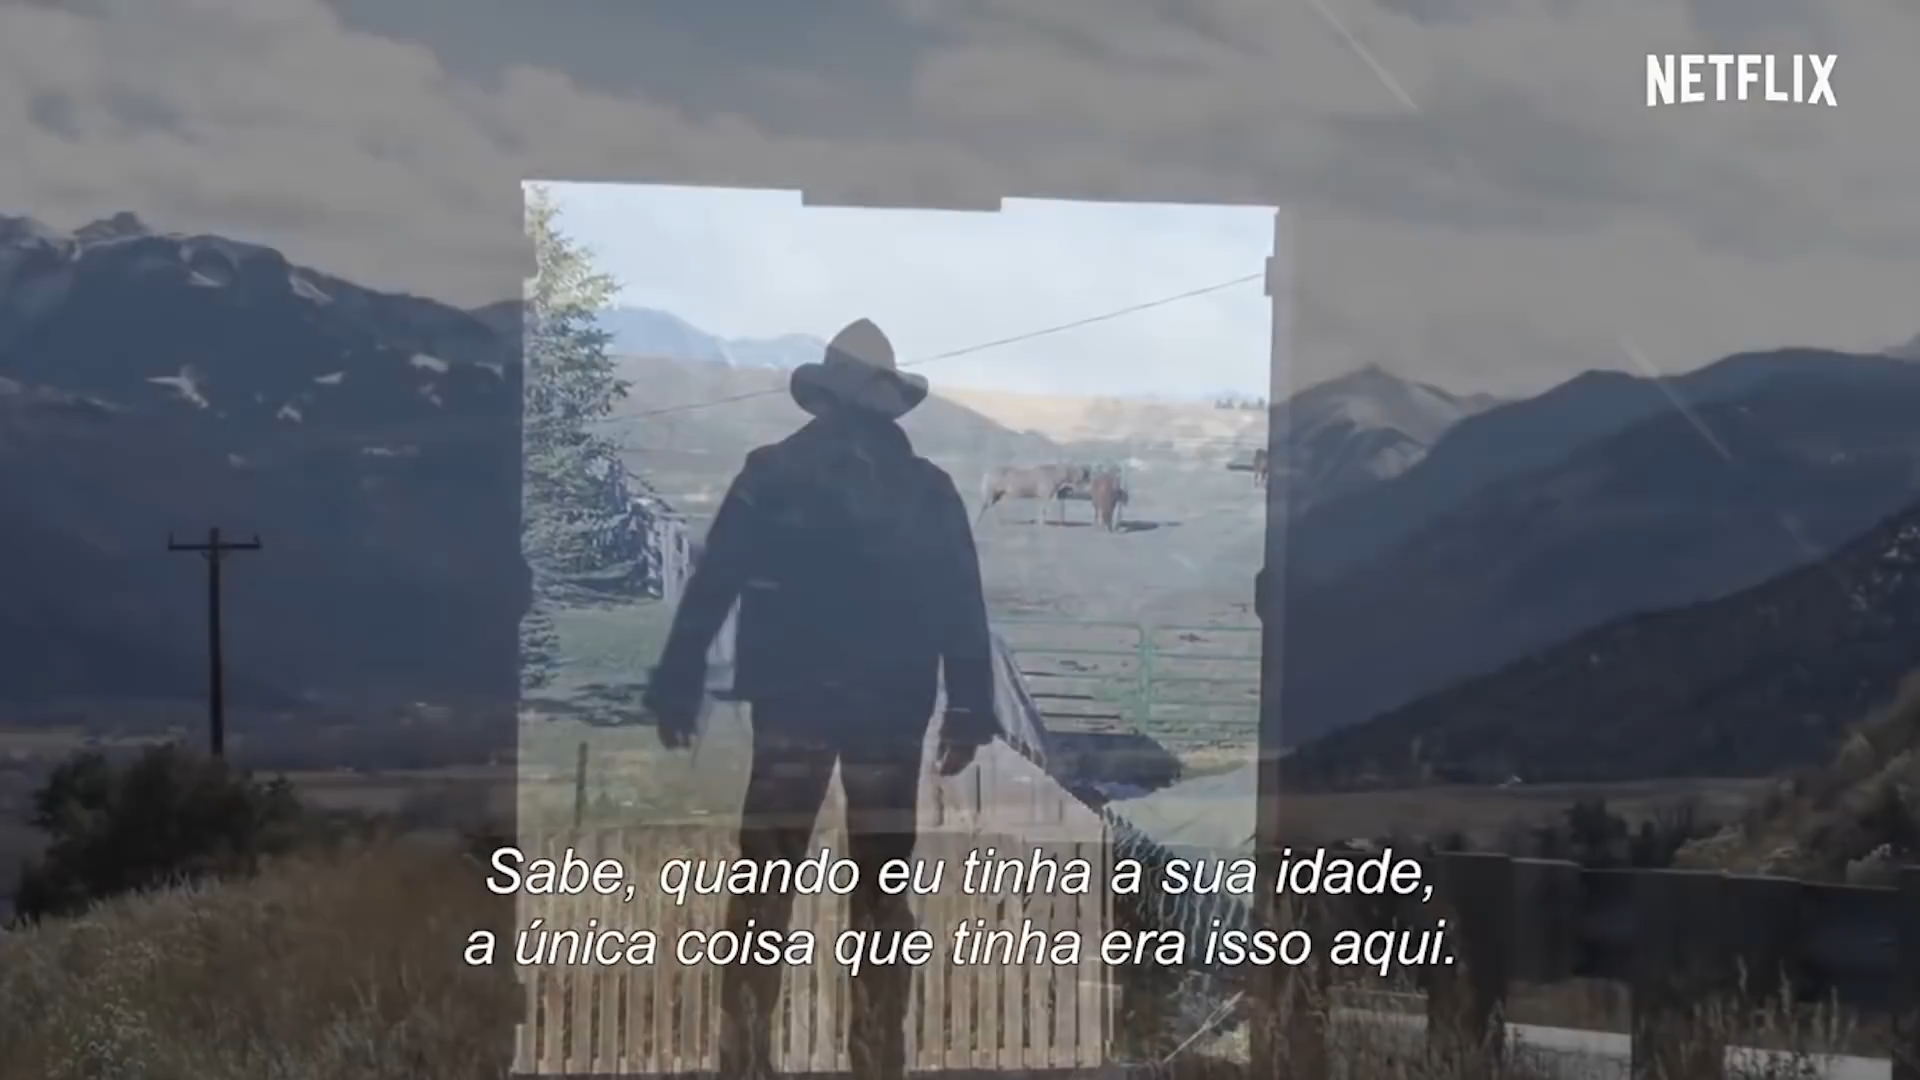 NETFLIX
Sabe, quando eu tinha a sua idade,
a única coisa que tinha era isso aqui.